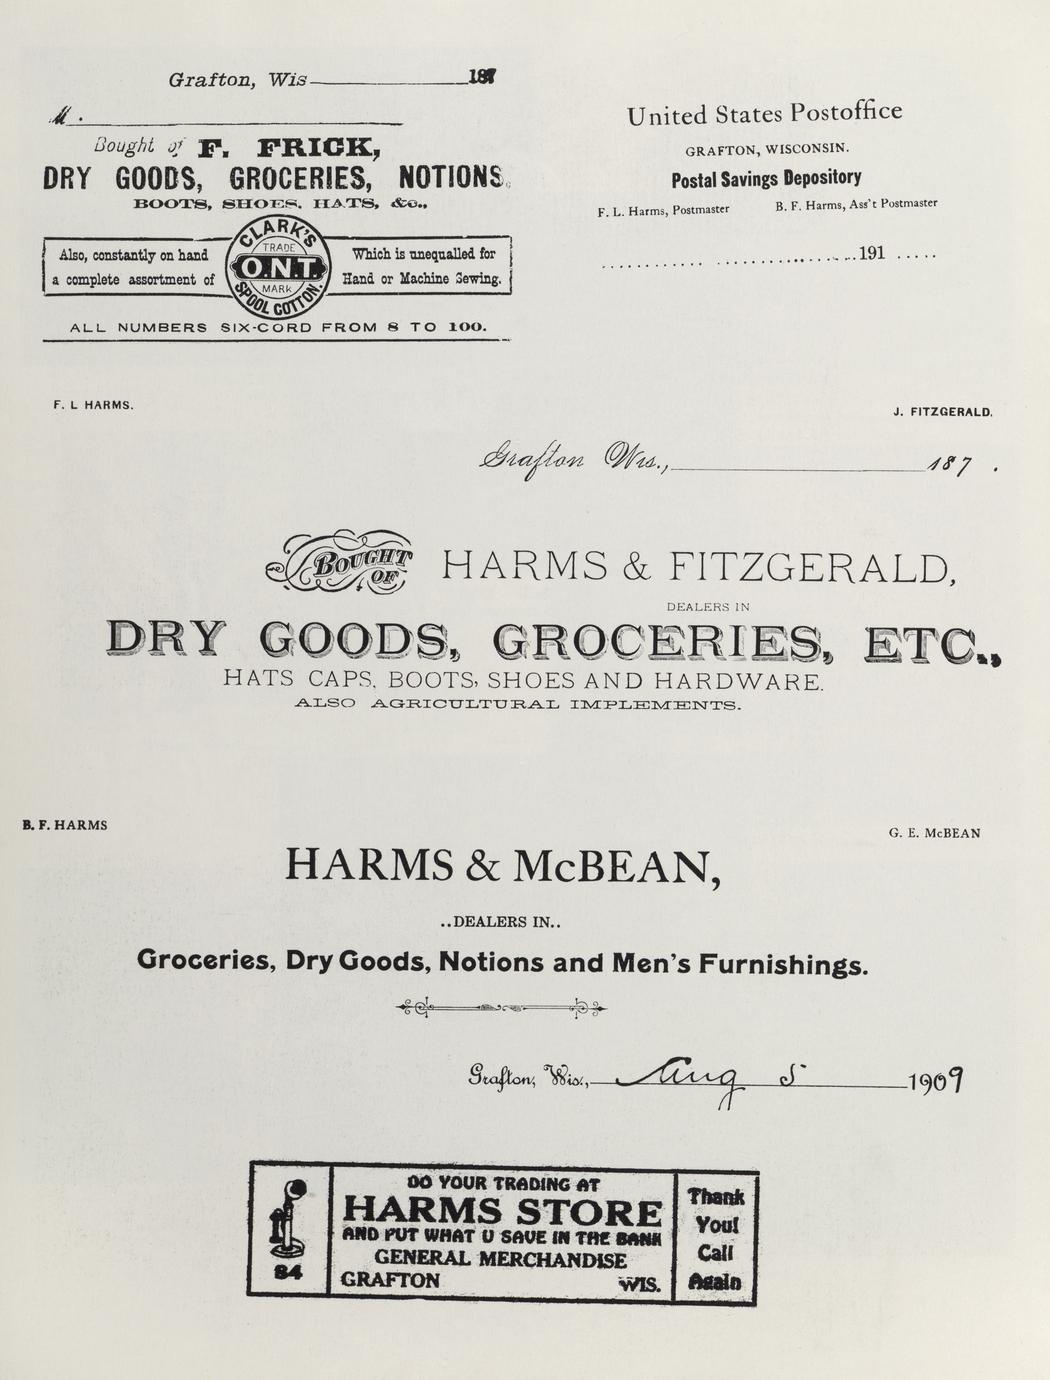 Grafton, Wis 187
M.
Bought of F. FRICK,
DRY GOODS, GROCERIES, NOTIONS,
BOOTS, SHOES, HATS, &c.,
Also, constantly on hand
a complete assortment of
CLARK'S
TRADE
O.N.T.
MARK
SPOOL COTTON.
Which is unequalled for
Hand or Machine Sewing.
ALL NUMBERS SIX-CORD FROM 8 TO 100.
United States Postoffice
GRAFTON, WISCONSIN.
Postal Savings Depository
F. L. Harms, Postmaster B. F. Harms, Ass't Postmaster
191
F. L HARMS. J. FITZGERALD.
Grafton Wis., 187 .
BOUGHT OF HARMS & FITZGERALD,
DEALERS IN
DRY GOODS, GROCERIES, ETC.,
HATS CAPS, BOOTS, SHOES AND HARDWARE.
ALSO AGRICULTURAL IMPLEMENTS.
B. F. HARMS G. E. McBEAN
HARMS & McBEAN,
..DEALERS IN..
Groceries, Dry Goods, Notions and Men's Furnishings.
Grafton, Wis., Aug 5 1909
84
DO YOUR TRADING AT
HARMS STORE
AND PUT WHAT U SAVE IN THE BANK
GENERAL MERCHANDISE
GRAFTON WIS.
Thank
You!
Call
Again